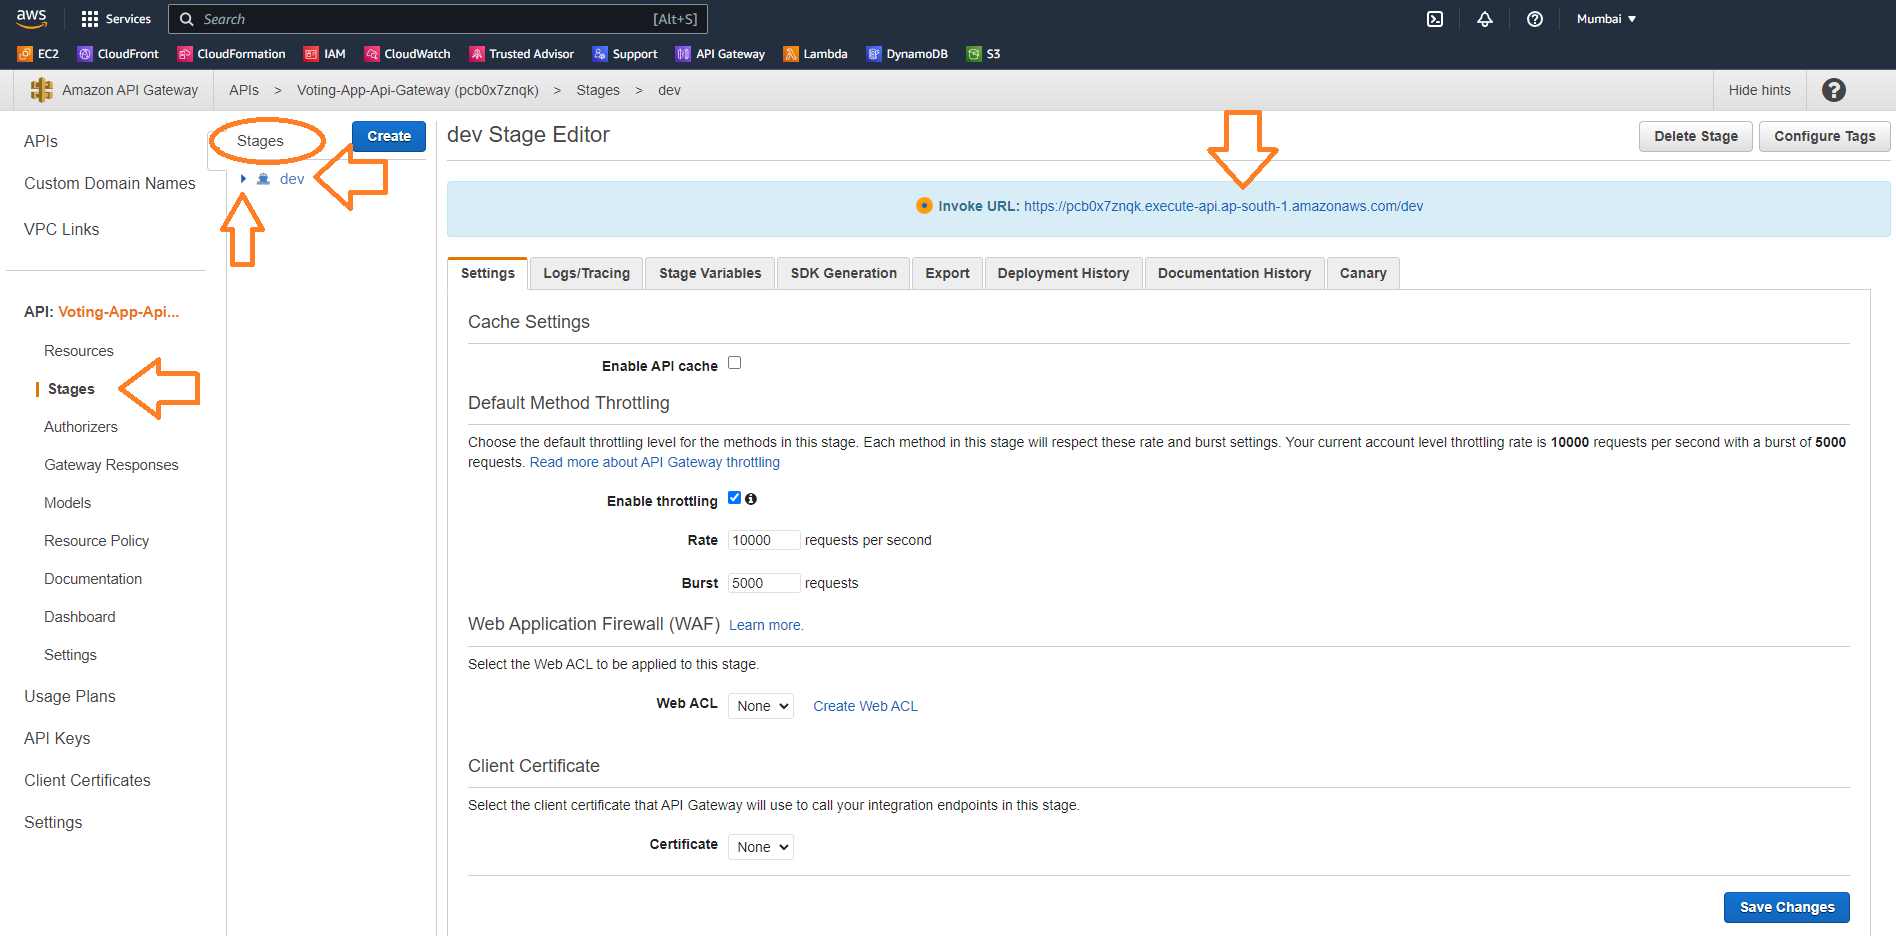 aws Services Search [Alt+S] Mumbai ▼
EC2 CloudFront CloudFormation IAM CloudWatch Trusted Advisor Support API Gateway Lambda DynamoDB S3
Amazon API Gateway APIs > Voting-App-Api-Gateway (pcb0x7znqk) > Stages > dev Hide hints ?
APIs
Custom Domain Names
VPC Links
API: Voting-App-Api...
Resources
Stages
Authorizers
Gateway Responses
Models
Resource Policy
Documentation
Dashboard
Settings
Usage Plans
API Keys
Client Certificates
Settings
Stages Create
dev
dev Stage Editor Delete Stage Configure Tags
Invoke URL: https://pcb0x7znqk.execute-api.ap-south-1.amazonaws.com/dev
Settings Logs/Tracing Stage Variables SDK Generation Export Deployment History Documentation History Canary
Cache Settings
Enable API cache
Default Method Throttling
Choose the default throttling level for the methods in this stage. Each method in this stage will respect these rate and burst settings. Your current account level throttling rate is 10000 requests per second with a burst of 5000
requests. Read more about API Gateway throttling
Enable throttling
Rate 10000 requests per second
Burst 5000 requests
Web Application Firewall (WAF) Learn more.
Select the Web ACL to be applied to this stage.
Web ACL None Create Web ACL
Client Certificate
Select the client certificate that API Gateway will use to call your integration endpoints in this stage.
Certificate None
Save Changes